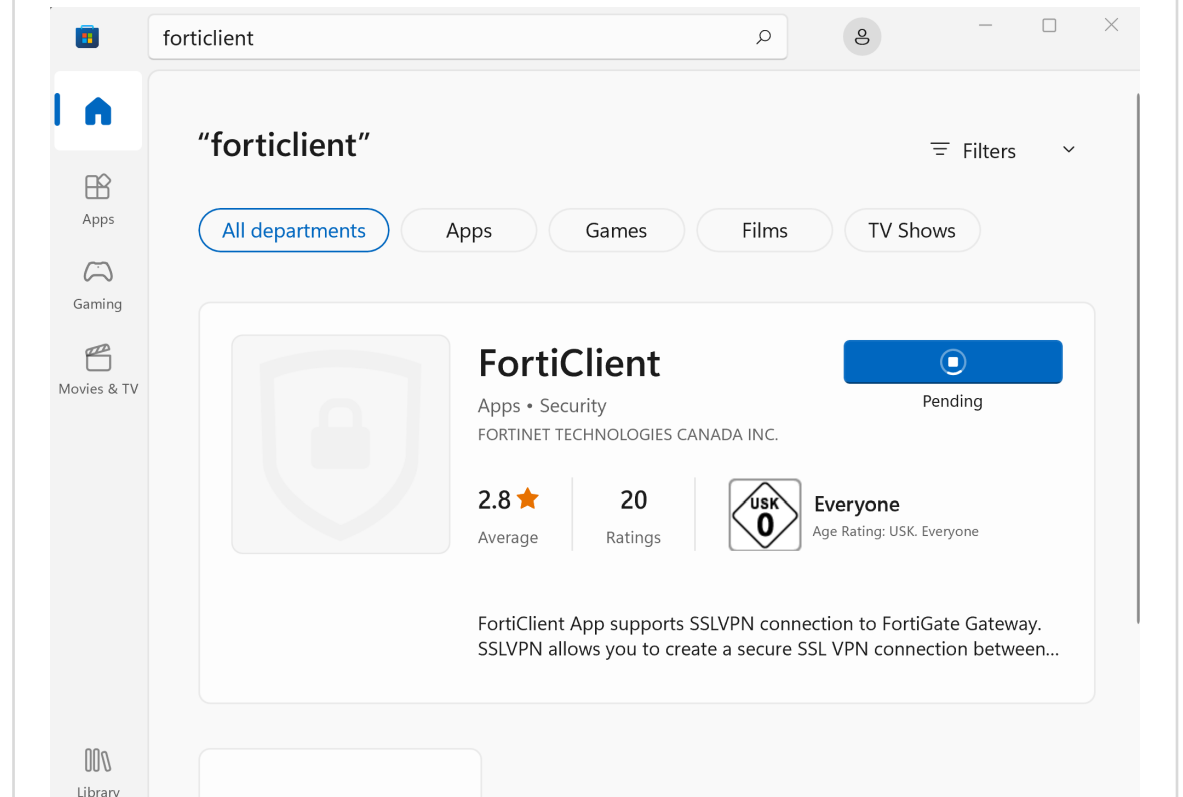 forticlient
“forticlient”
Filters
All departments
Apps
Games
Films
TV Shows
Apps
Gaming
Movies & TV
Library
FortiClient
Apps • Security
FORTINET TECHNOLOGIES CANADA INC.
Pending
2.8
Average
20
Ratings
USK
0
Everyone
Age Rating: USK. Everyone
FortiClient App supports SSLVPN connection to FortiGate Gateway.
SSLVPN allows you to create a secure SSL VPN connection between...